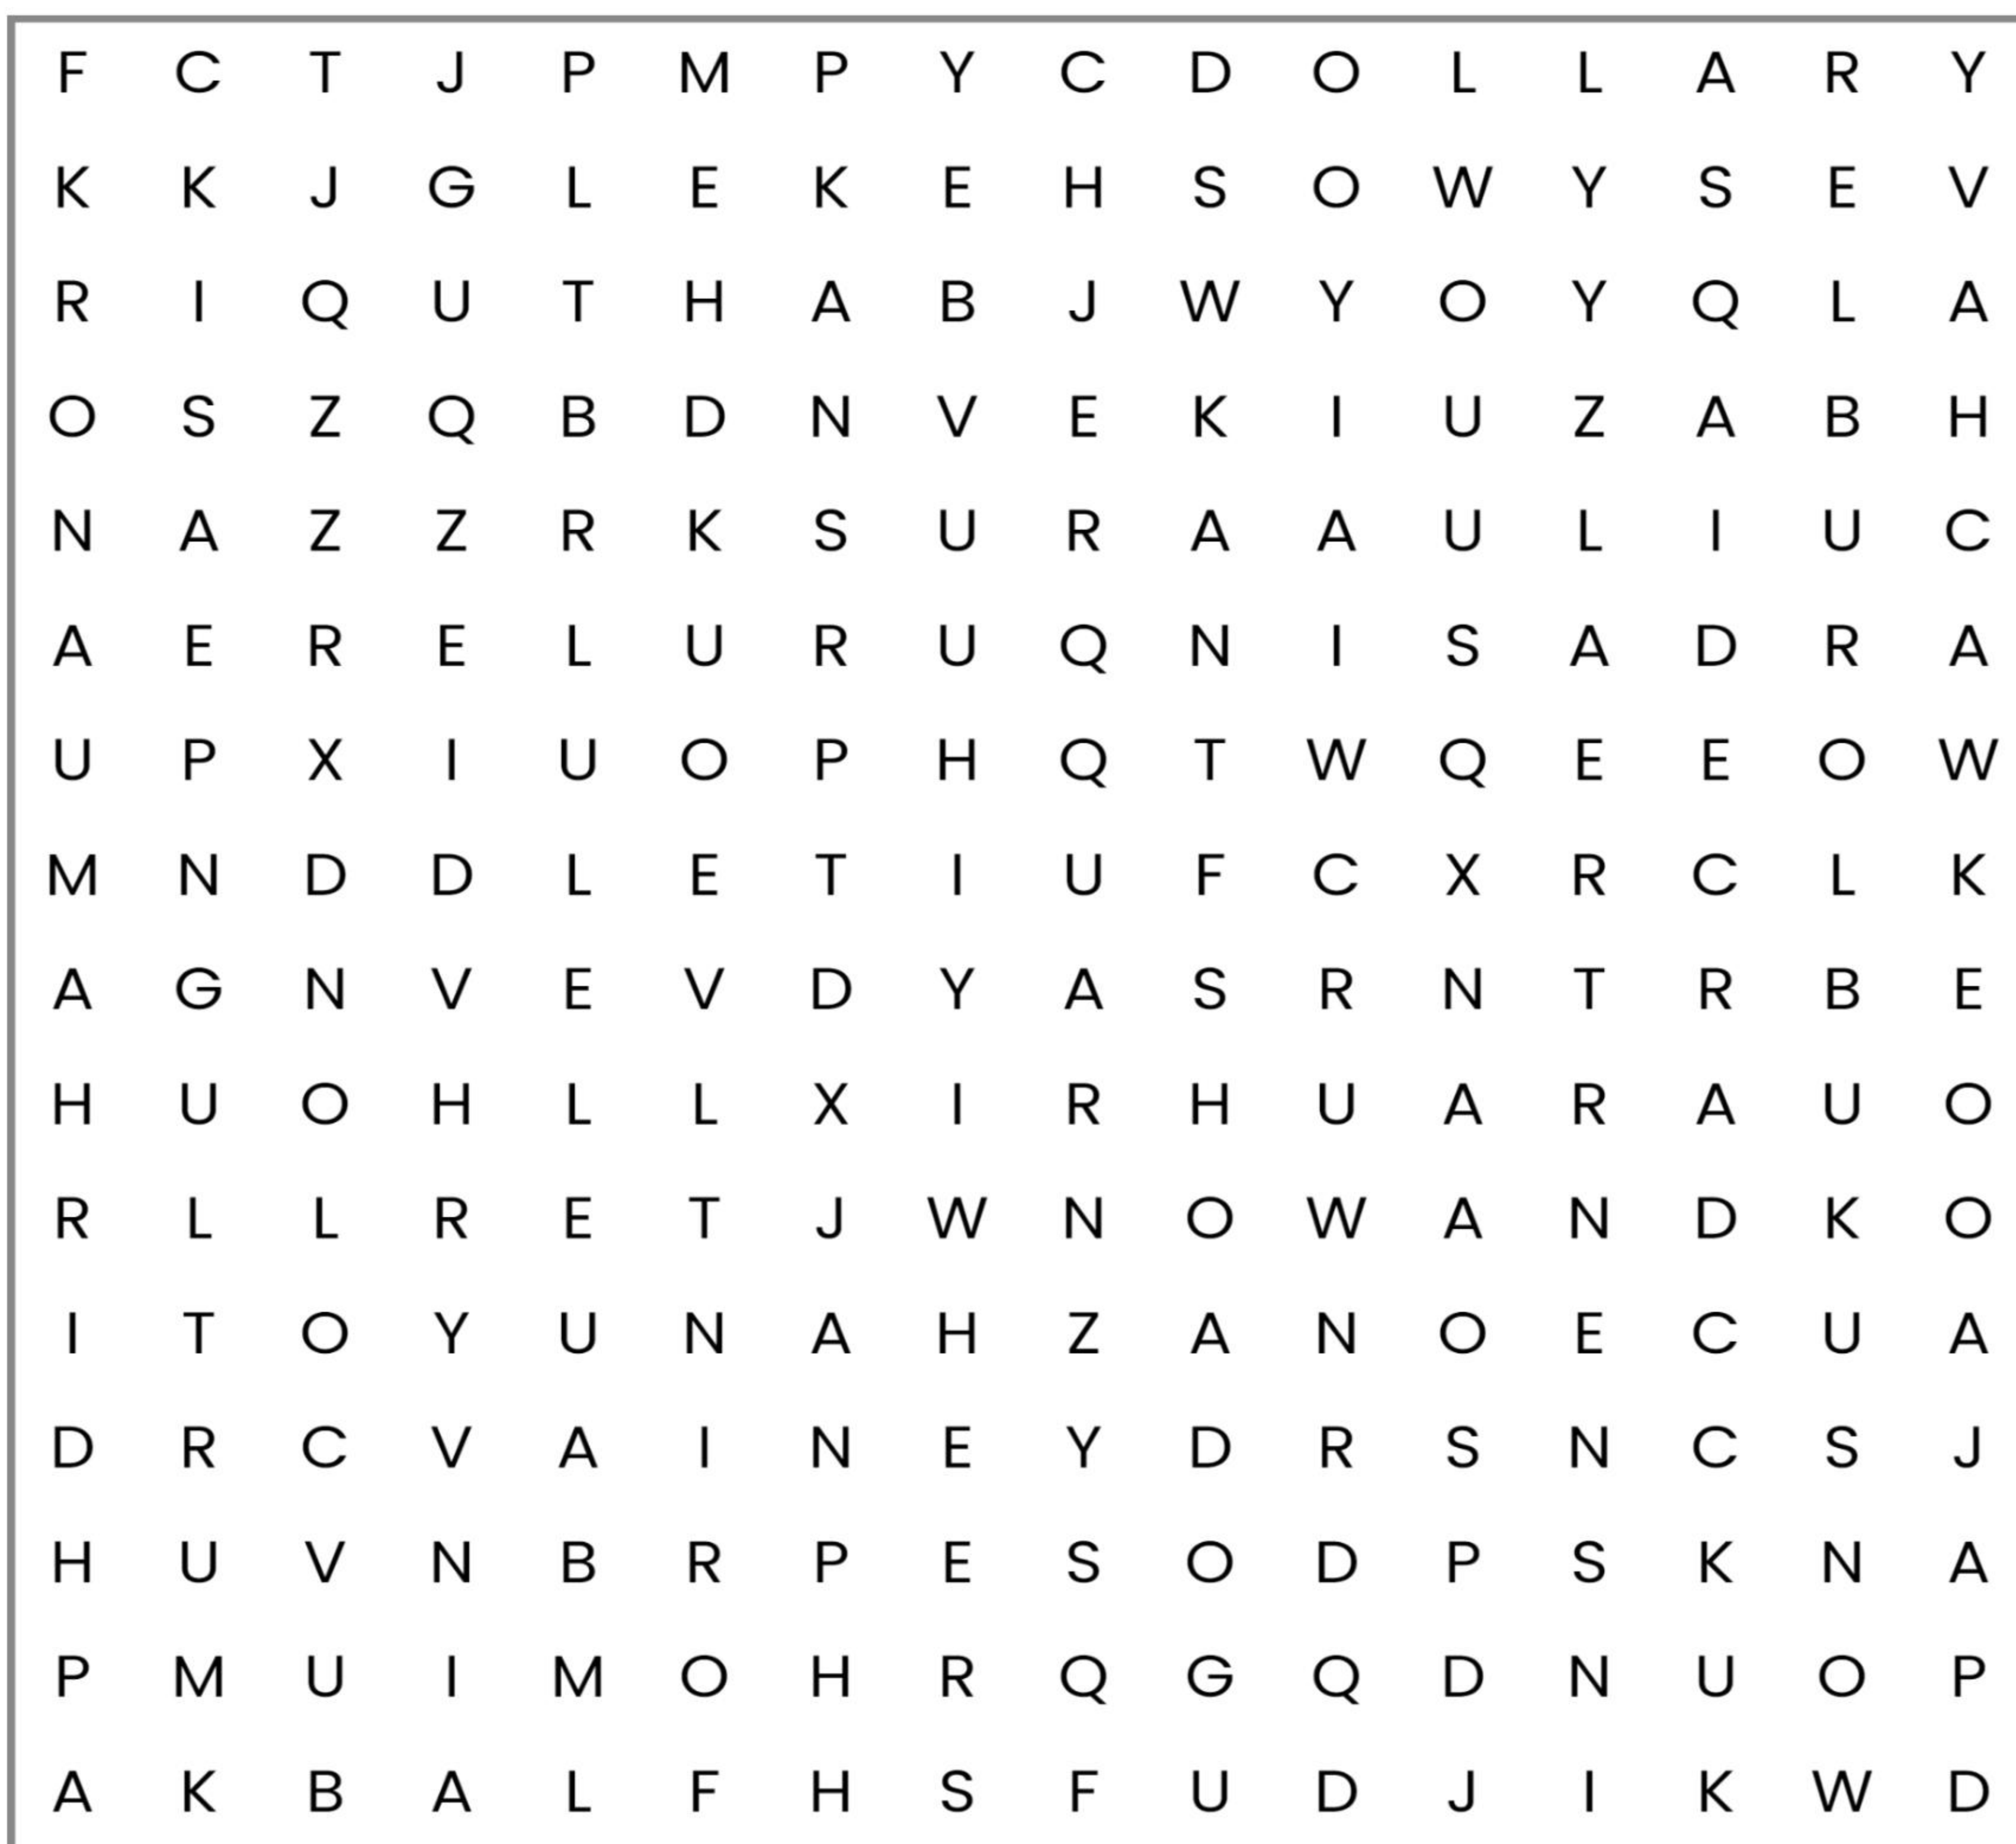 F C T J P M P Y C D O L L A R Y
K K J G L E K E H S O W Y S E V
R I Q U T H A B J W Y O Y Q L A
O S Z Q B D N V E K I U Z A B H
N A Z Z R K S U R A A U L I U C
A E R E L U R U Q N I S A D R A
U P X I U O P H Q T W Q E E O W
M N D D L E T I U F C X R C L K
A G N V E V D Y A S R N T R B E
H U O H L L X I R H U A R A U O
R L L R E T J W N O W A N D K O
I T O Y U N A H Z A N O E C U A
D R C V A I N E Y D R S N C S J
H U V N B R P E S O D P S K N A
P M U I M O H R Q G Q D N U O P
A K B A L F H S F U D J I K W D